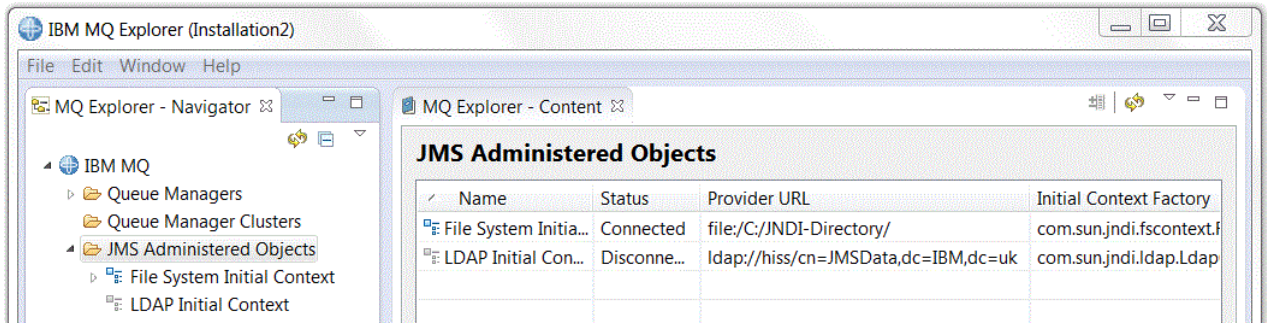 IBM MQ Explorer (Installation2)
File Edit Window Help
MQ Explorer - Navigator
IBM MQ
Queue Managers
Queue Manager Clusters
JMS Administered Objects
File System Initial Context
LDAP Initial Context
MQ Explorer - Content
JMS Administered Objects
Name Status Provider URL Initial Context Factory
File System Initia... Connected file:/C:/JNDI-Directory/ com.sun.jndi.fscontext.F
LDAP Initial Con... Disconne... ldap://hiss/cn=JMSData,dc=IBM,dc=uk com.sun.jndi.ldap.Ldap